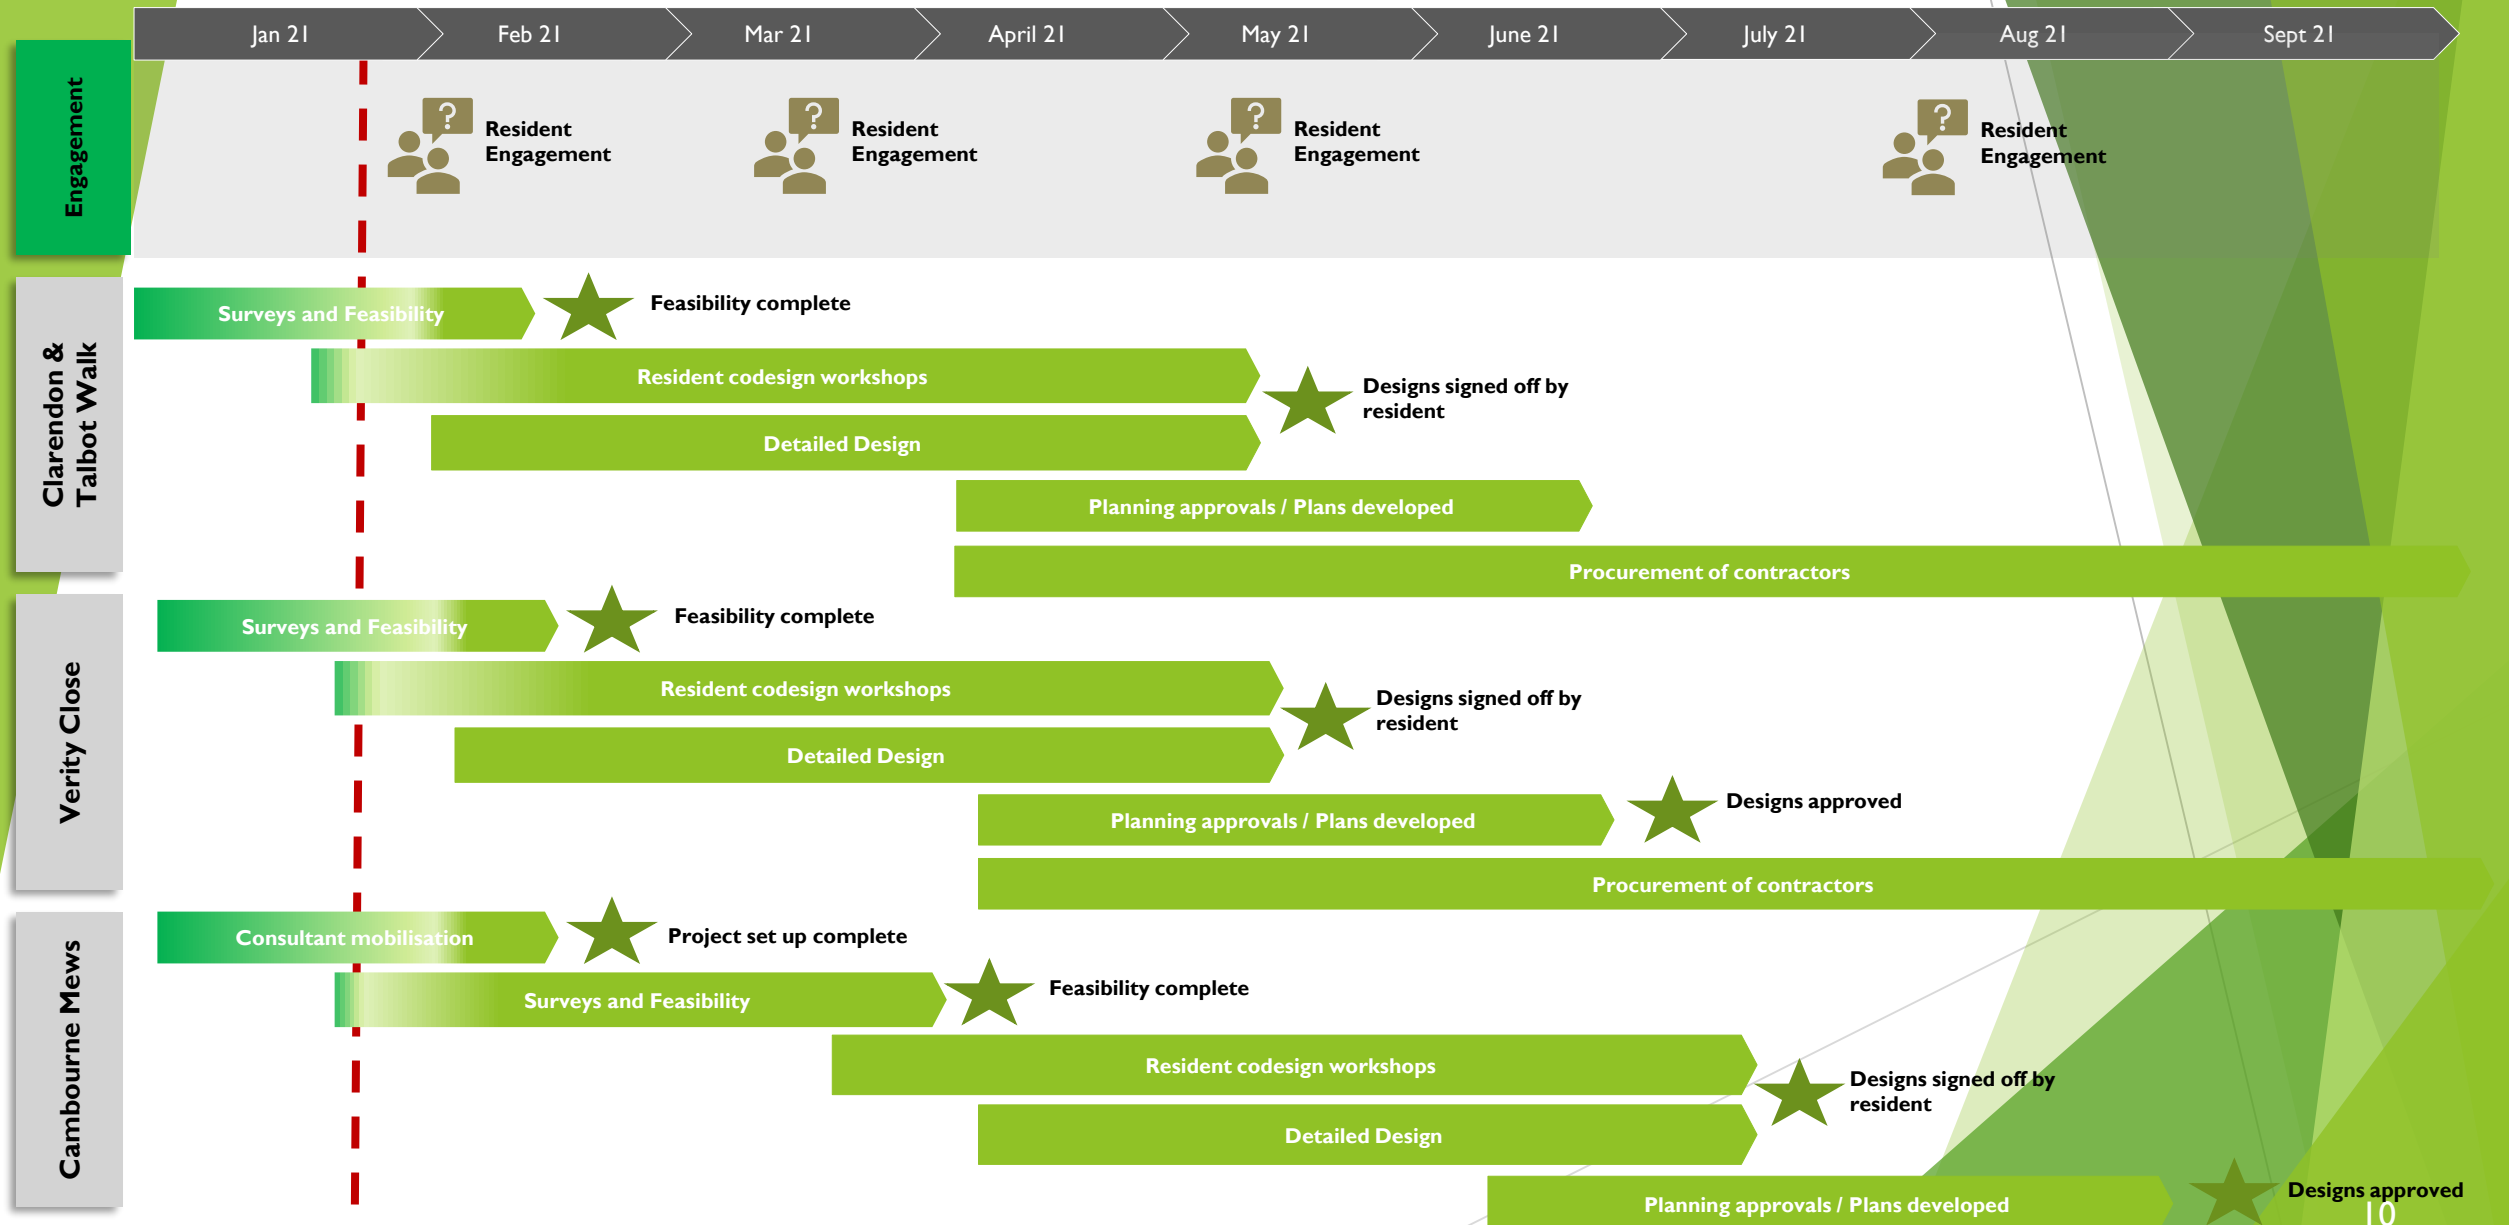 Jan 21
Feb 21
Mar 21
April 21
May 21
June 21
July 21
Aug 21
Sept 21
Engagement
?
Resident
Engagement
?
Resident
Engagement
?
Resident
Engagement
?
Resident
Engagement
Clarendon &
Talbot Walk
Surveys and Feasibility
Feasibility complete
Resident codesign workshops
Designs signed off by
resident
Detailed Design
Planning approvals / Plans developed
Procurement of contractors
Verity Close
Surveys and Feasibility
Feasibility complete
Resident codesign workshops
Designs signed off by
resident
Detailed Design
Designs approved
Planning approvals / Plans developed
Procurement of contractors
Cambourne Mews
Consultant mobilisation
Project set up complete
Surveys and Feasibility
Feasibility complete
Resident codesign workshops
Designs signed off by
resident
Detailed Design
Planning approvals / Plans developed
Designs approved
10